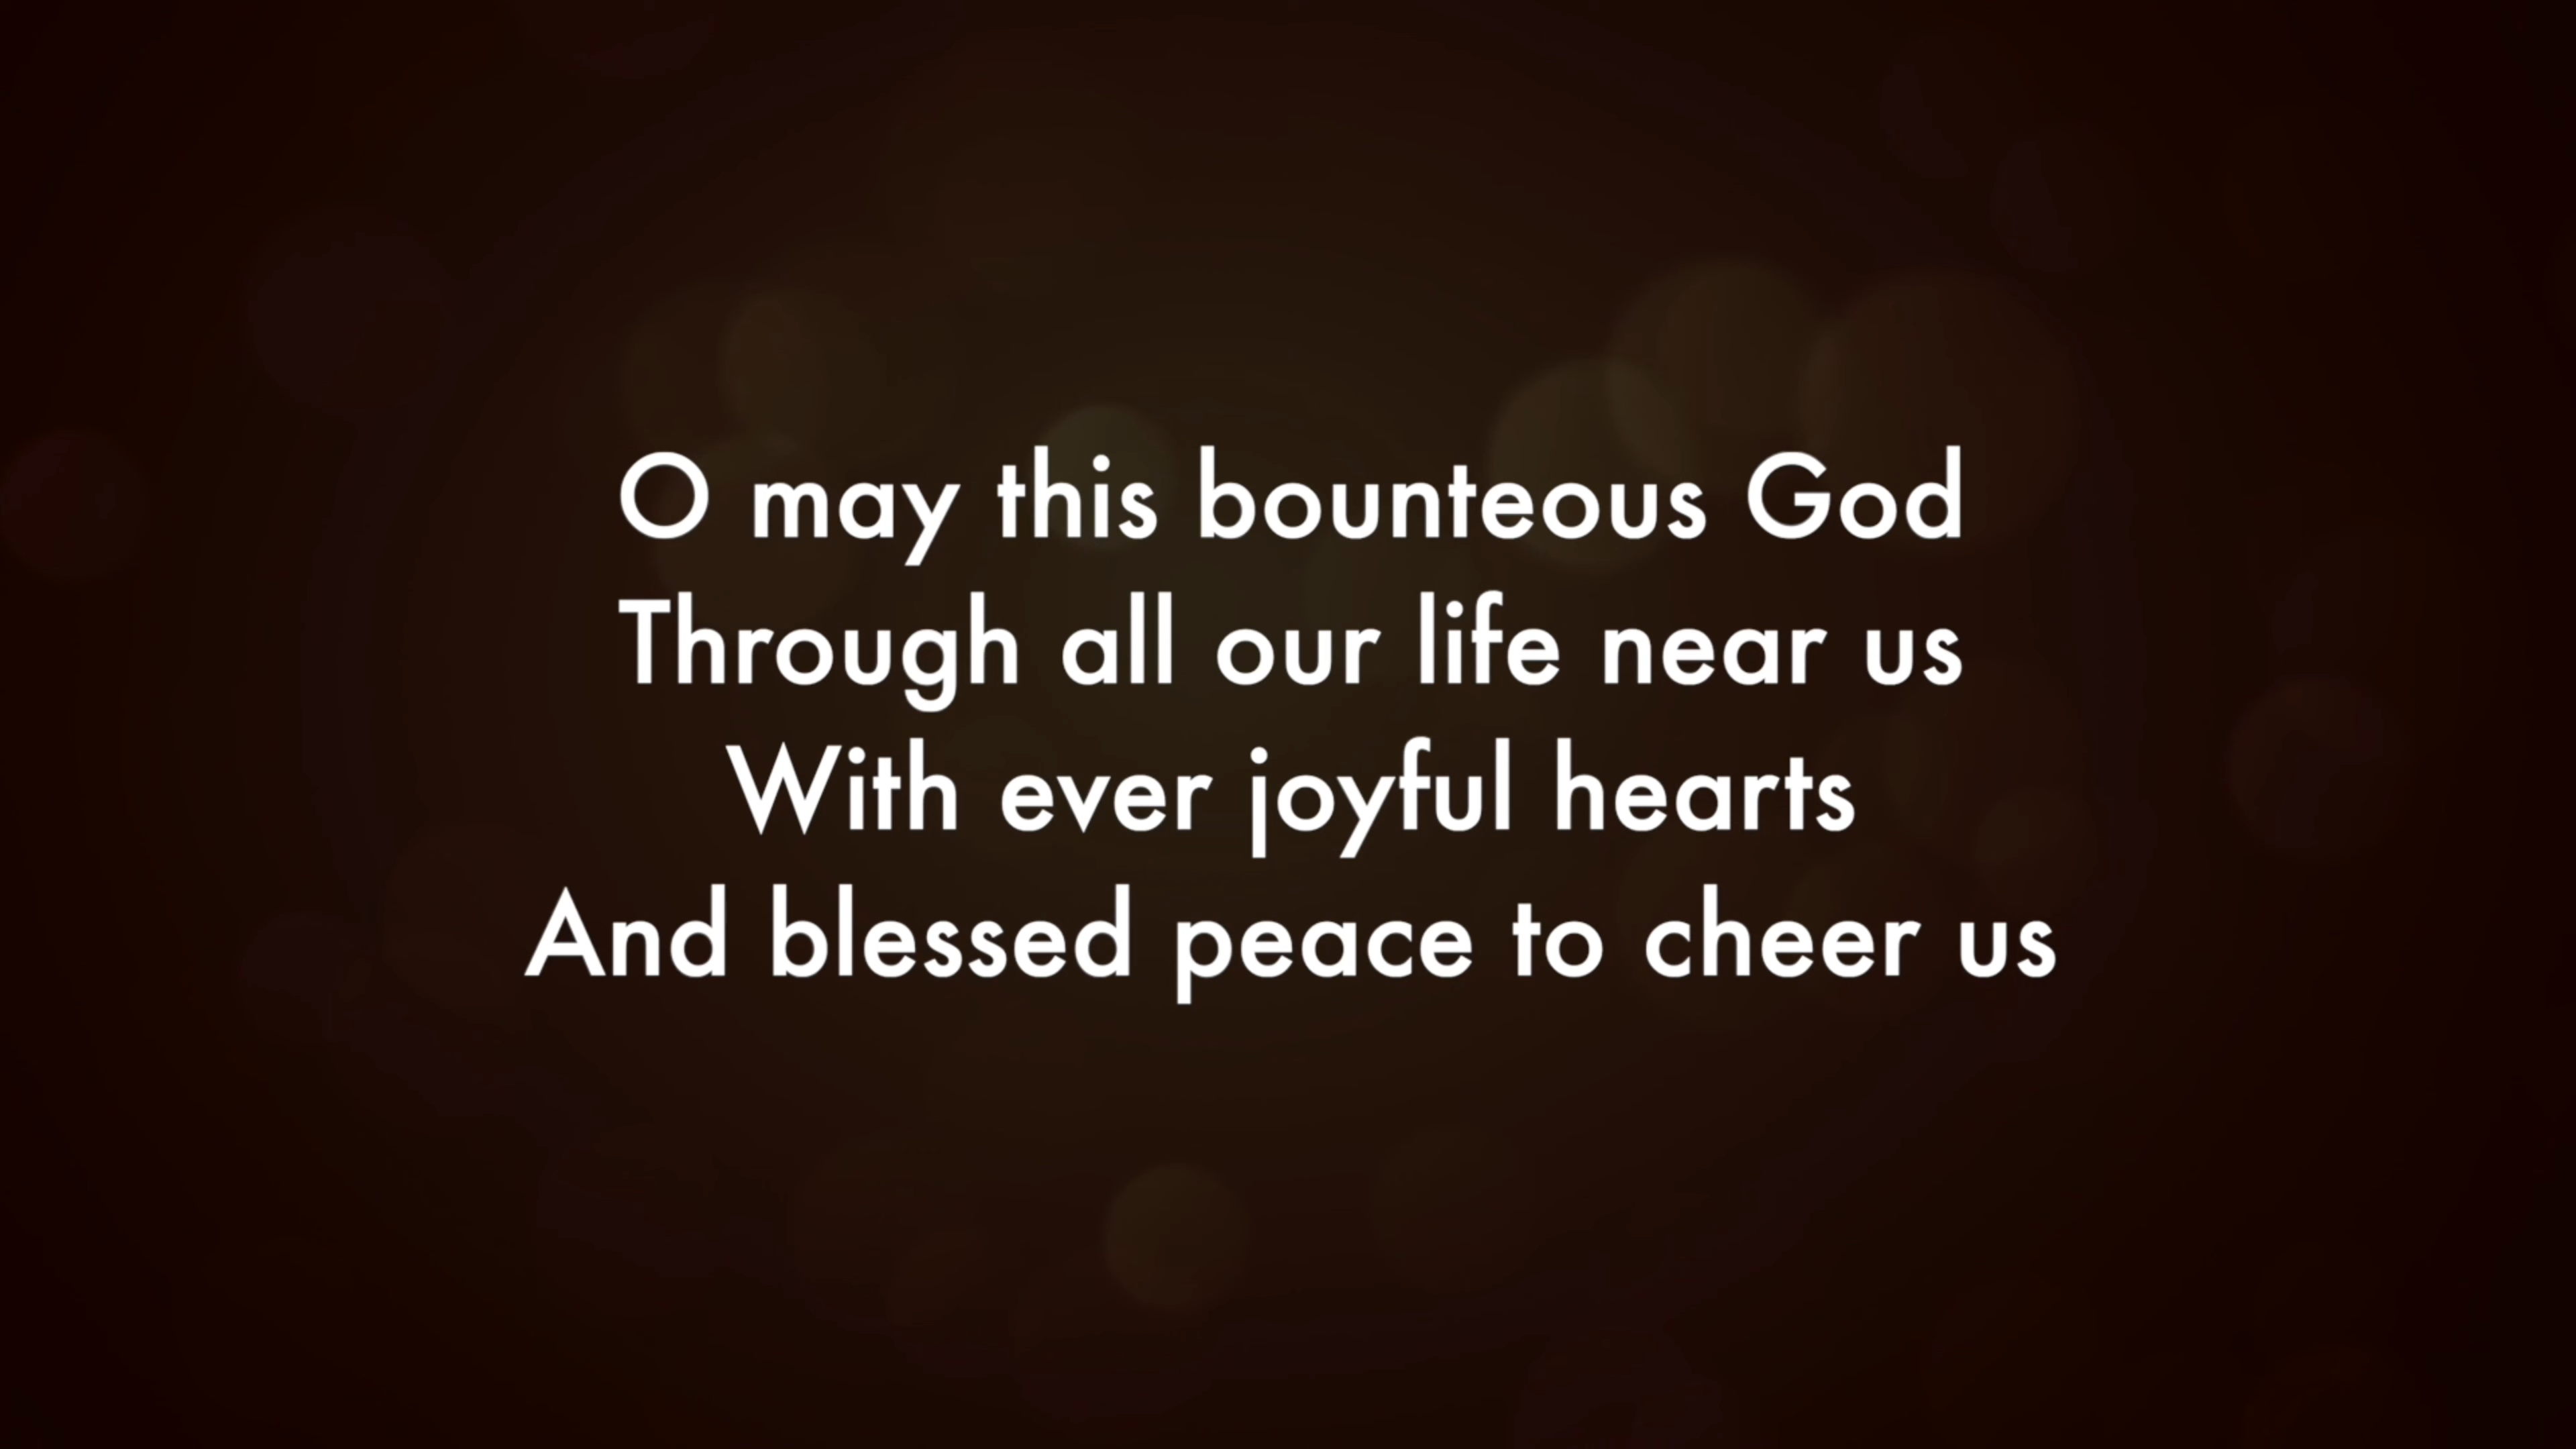 O may this bounteous God
Through all our life near us
With ever joyful hearts
And blessed peace to cheer us